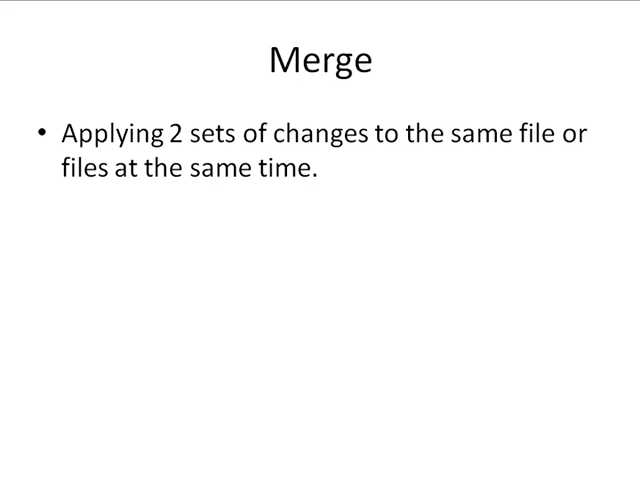 Merge
• Applying 2 sets of changes to the same file or
files at the same time.